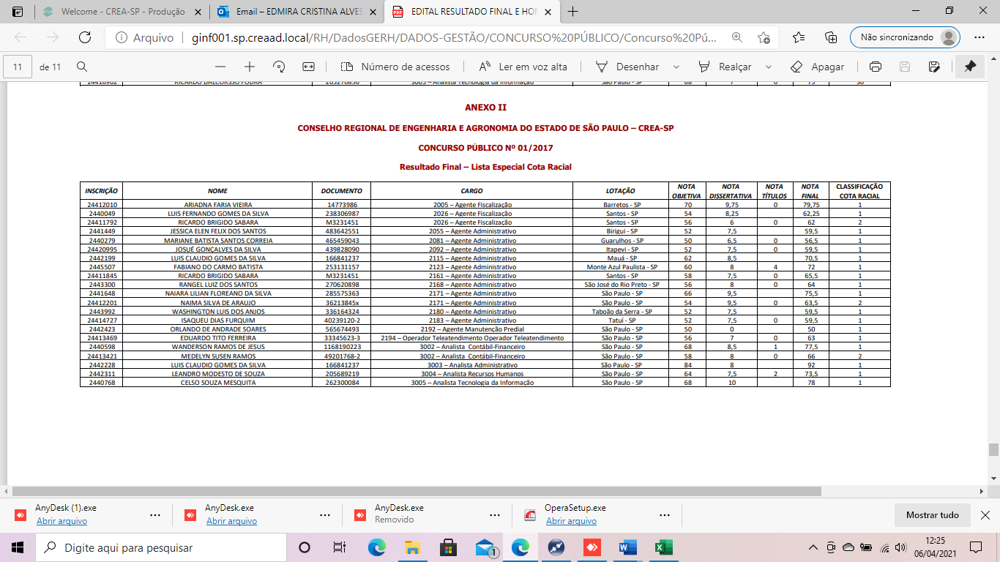 Welcome - CREA-SP - Produção
Email – EDMIRA CRISTINA ALVES
EDITAL RESULTADO FINAL E HOM
Arquivo
ginf001.sp.creaad.local/RH/DadosGERH/DADOS-GESTÃO/CONCURSO%20PÚBLICO/Concurso%20Pú...
Não sincronizando
11 de 11
Número de acessos
Ler em voz alta
Desenhar
Realçar
Apagar
ANEXO II
CONSELHO REGIONAL DE ENGENHARIA E AGRONOMIA DO ESTADO DE SÃO PAULO – CREA-SP
CONCURSO PÚBLICO Nº 01/2017
Resultado Final – Lista Especial Cota Racial
INSCRIÇÃO NOME DOCUMENTO CARGO LOTAÇÃO NOTA OBJETIVA NOTA DISSERTATIVA NOTA TÍTULOS NOTA FINAL CLASSIFICAÇÃO COTA RACIAL
24412010 ARIADNA FARIA VIEIRA 14773986 2005 – Agente Fiscalização Barretos - SP 70 9,75 0 79,75 1
2440049 LUIS FERNANDO GOMES DA SILVA 238306987 2026 – Agente Fiscalização Santos - SP 54 8,25 62,25 1
24411792 RICARDO BRIGIDO SABARA M3231451 2026 – Agente Fiscalização Santos - SP 56 6 0 62 2
2441449 JESSICA ELEN FELIX DOS SANTOS 483642551 2055 – Agente Administrativo Birigui - SP 52 7,5 59,5 1
2440279 MARIANE BATISTA SANTOS CORREIA 465459043 2081 – Agente Administrativo Guarulhos - SP 50 6,5 0 56,5 1
24420995 JOSUÉ GONÇALVES DA SILVA 439828090 2092 – Agente Administrativo Itapevi - SP 52 7,5 0 59,5 1
2442199 LUIS CLAUDIO GOMES DA SILVA 166841237 2115 – Agente Administrativo Mauá - SP 62 8,5 70,5 1
2445507 FABIANO DO CARMO BATISTA 253131157 2123 – Agente Administrativo Monte Azul Paulista - SP 60 8 4 72 1
24411845 RICARDO BRIGIDO SABARA M3231451 2161 – Agente Administrativo Santos - SP 58 7,5 0 65,5 1
2443300 RANGEL LUIZ DOS SANTOS 270620898 2168 – Agente Administrativo São José do Rio Preto - SP 56 8 0 64 1
2441648 NAIARA LILIAN FLOREANO DA SILVA 285575363 2171 – Agente Administrativo São Paulo - SP 66 9,5 75,5 1
24412201 NAIMA SILVA DE ARAUJO 36213845x 2171 – Agente Administrativo São Paulo - SP 54 9,5 0 63,5 2
2443992 WASHINGTON LUIS DOS ANJOS 336164324 2180 – Agente Administrativo Taboão da Serra - SP 52 7,5 59,5 1
24414727 ISAQUEU DIAS FURQUIM 40239120-2 2183 – Agente Administrativo Tatuí - SP 52 7,5 0 59,5 1
2442423 ORLANDO DE ANDRADE SOARES 565674493 2192 – Agente Manutenção Predial São Paulo - SP 50 0 50 1
24413469 EDUARDO TITO FERREIRA 33345623-3 2194 – Operador Teleatendimento Operador Teleatendimento São Paulo - SP 56 7 0 63 1
2440598 WANDERSON RAMOS DE JESUS 1168190223 3002 – Analista Contábil-Financeiro São Paulo - SP 68 8,5 1 77,5 1
24413421 MEDELYN SUSEN RAMOS 49201768-2 3002 – Analista Contábil-Financeiro São Paulo - SP 58 8 0 66 2
2442228 LUIS CLAUDIO GOMES DA SILVA 166841237 3003 – Analista Administrativo São Paulo - SP 84 8 92 1
2442311 LEANDRO MODESTO DE SOUZA 205689219 3004 – Analista Recursos Humanos São Paulo - SP 64 7,5 2 73,5 1
2440768 CELSO SOUZA MESQUITA 262300084 3005 – Analista Tecnologia da Informação São Paulo - SP 68 10 78 1
AnyDesk (1).exe
Abrir arquivo
AnyDesk.exe
Abrir arquivo
AnyDesk.exe
Removido
OperaSetup.exe
Abrir arquivo
Mostrar tudo
Digite aqui para pesquisar
1
12:25
06/04/2021